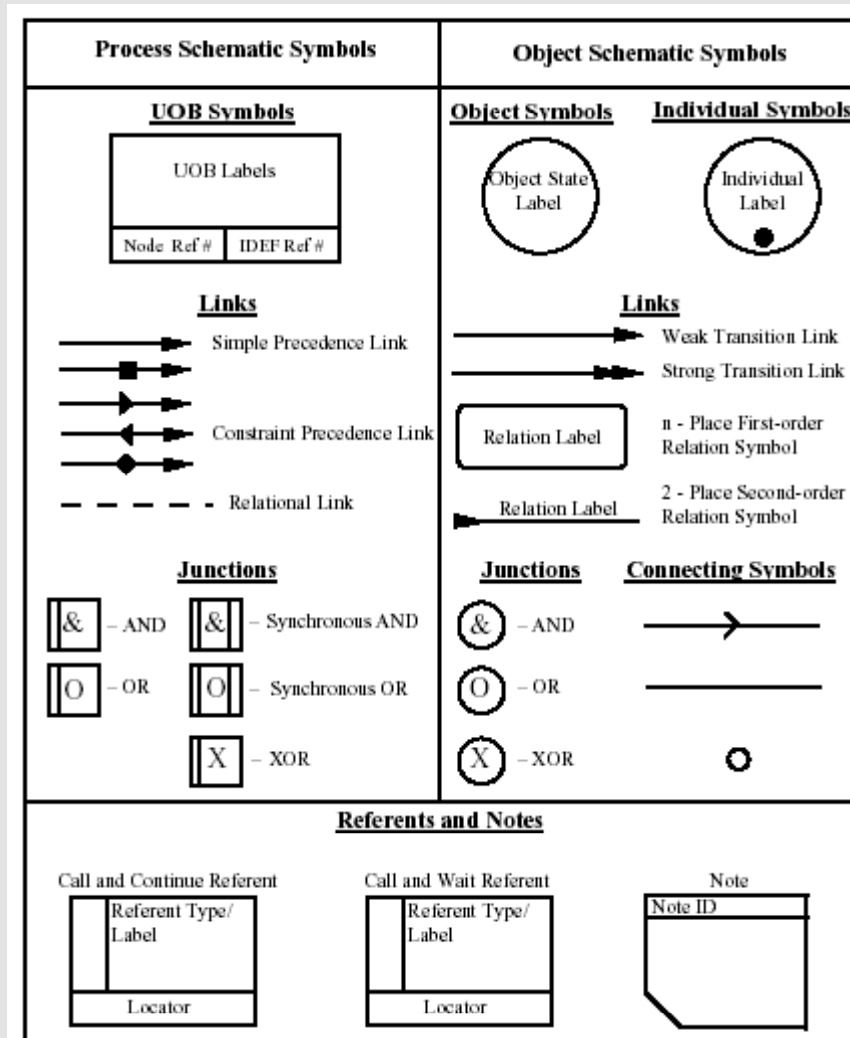 Process Schematic Symbols
Object Schematic Symbols
UOB Symbols
UOB Labels
Node Ref #
IDEF Ref #
Links
Simple Precedence Link
Constraint Precedence Link
Relational Link
Junctions
& – AND
& – Synchronous AND
O – OR
O – Synchronous OR
X – XOR
Object Symbols
Individual Symbols
Object State
Label
Individual
Label
Links
Weak Transition Link
Strong Transition Link
Relation Label
n - Place First-order
Relation Symbol
Relation Label
2 - Place Second-order
Relation Symbol
Junctions
Connecting Symbols
& – AND
O – OR
X – XOR
Referents and Notes
Call and Continue Referent
Referent Type/
Label
Locator
Call and Wait Referent
Referent Type/
Label
Locator
Note
Note ID